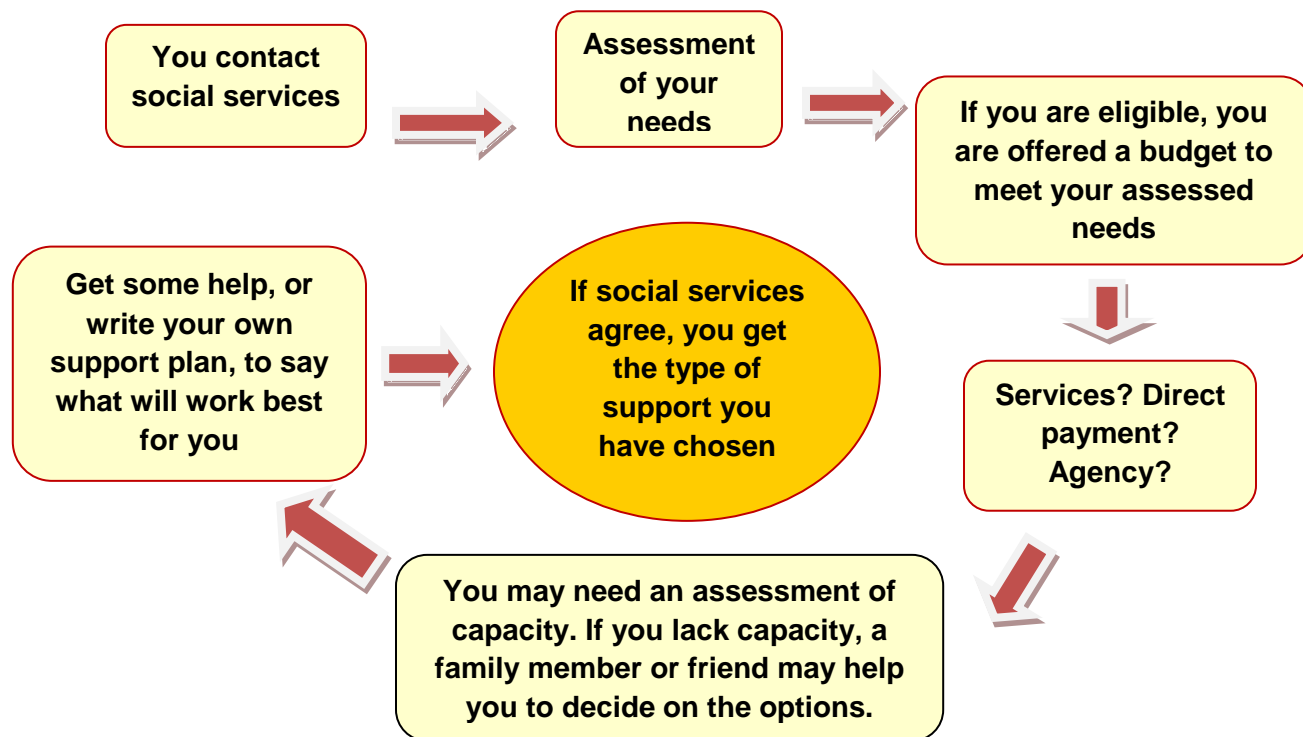 You contact
social services
Assessment
of your
needs
If you are eligible, you
are offered a budget to
meet your assessed
needs
Services? Direct
payment?
Agency?
You may need an assessment of
capacity. If you lack capacity, a
family member or friend may help
you to decide on the options.
Get some help, or
write your own
support plan, to say
what will work best
for you
If social services
agree, you get
the type of
support you
have chosen